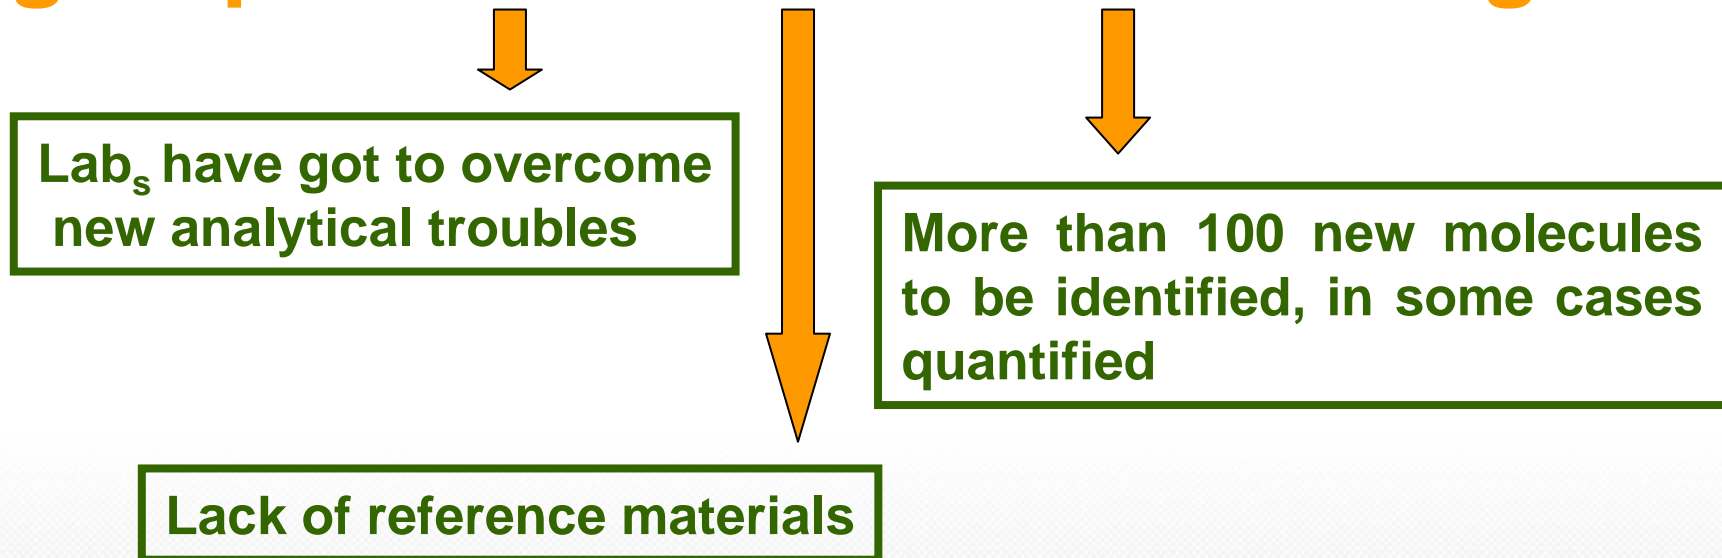 Labs have got to overcome
new analytical troubles
More than 100 new molecules
to be identified, in some cases
quantified
Lack of reference materials